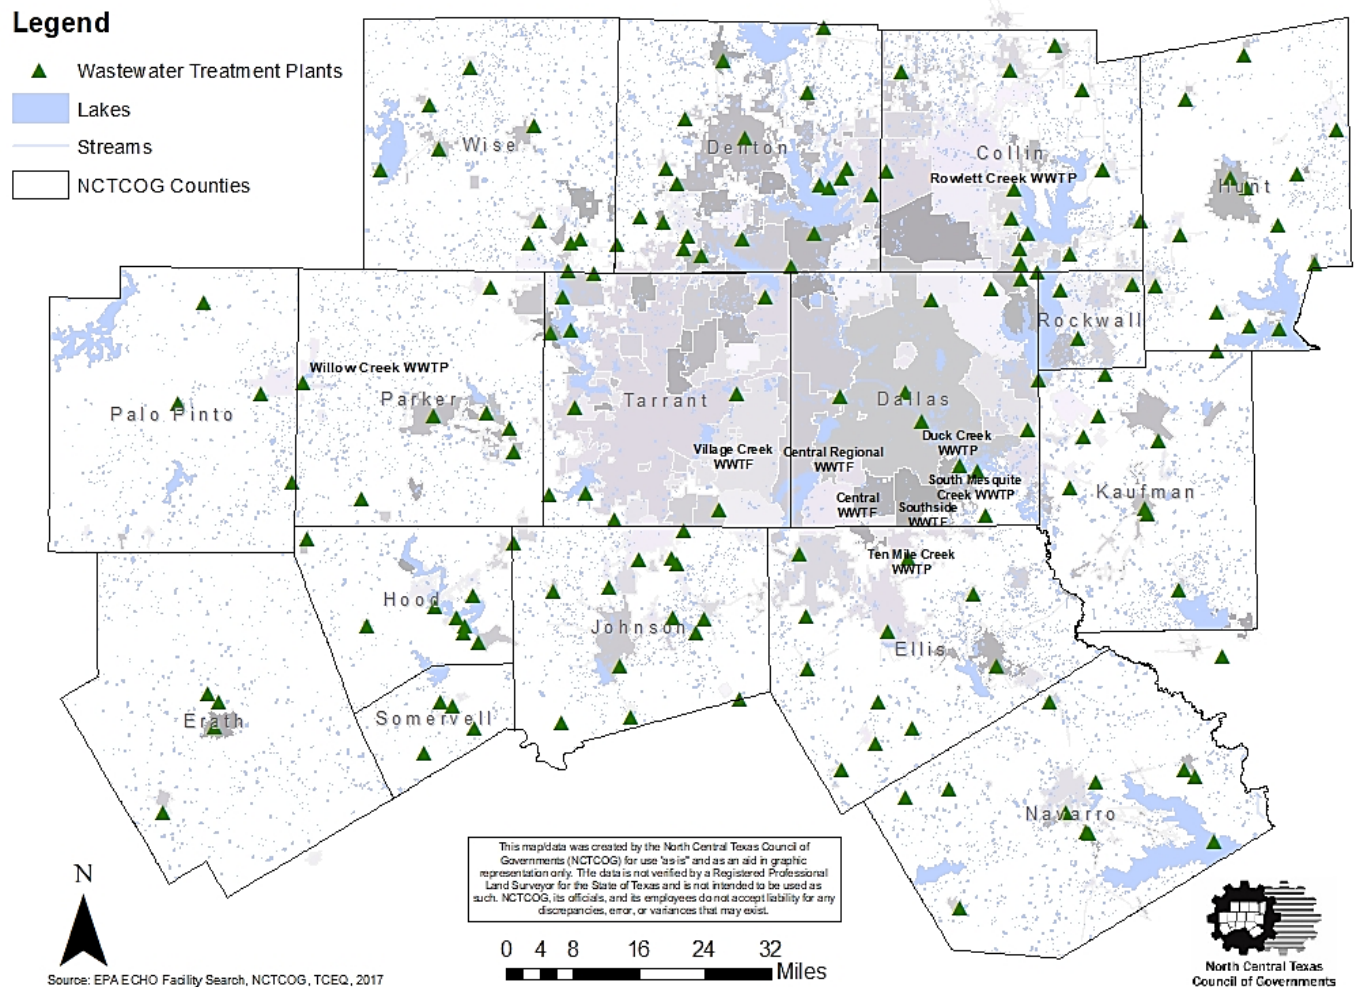 Legend
Wastewater Treatment Plants
Lakes
Streams
NCTCOG Counties
Wise
Denton
Collin
Rowlett Creek WWTP
Hunt
Rockwall
Willow Creek WWTP
Palo Pinto
Parker
Tarrant
Dallas
Village Creek
WWTF
Central Regional
WWTF
Duck Creek
WWTP
South Mesquite
Creek WWTP
Central
WWTF
Southside
WWTF
Kaufman
Ten Mile Creek
WWTP
Hood
Johnson
Ellis
Erath
Somervell
Navarro
This map/data was created by the North Central Texas Council of
Governments (NCTCOG) for use "as is" and as an aid in graphic
representation only. THe data is not verified by a Registered Professional
Land Surveyor for the State of Texas and is not intended to be used as
such. NCTCOG, its officials, and its employees do not accept liability for any
discrepancies, error, or variances that may exist.
N
0 4 8 16 24 32
Miles
Source: EPA ECHO Facility Search, NCTCOG, TCEQ, 2017
North Central Texas
Council of Governments